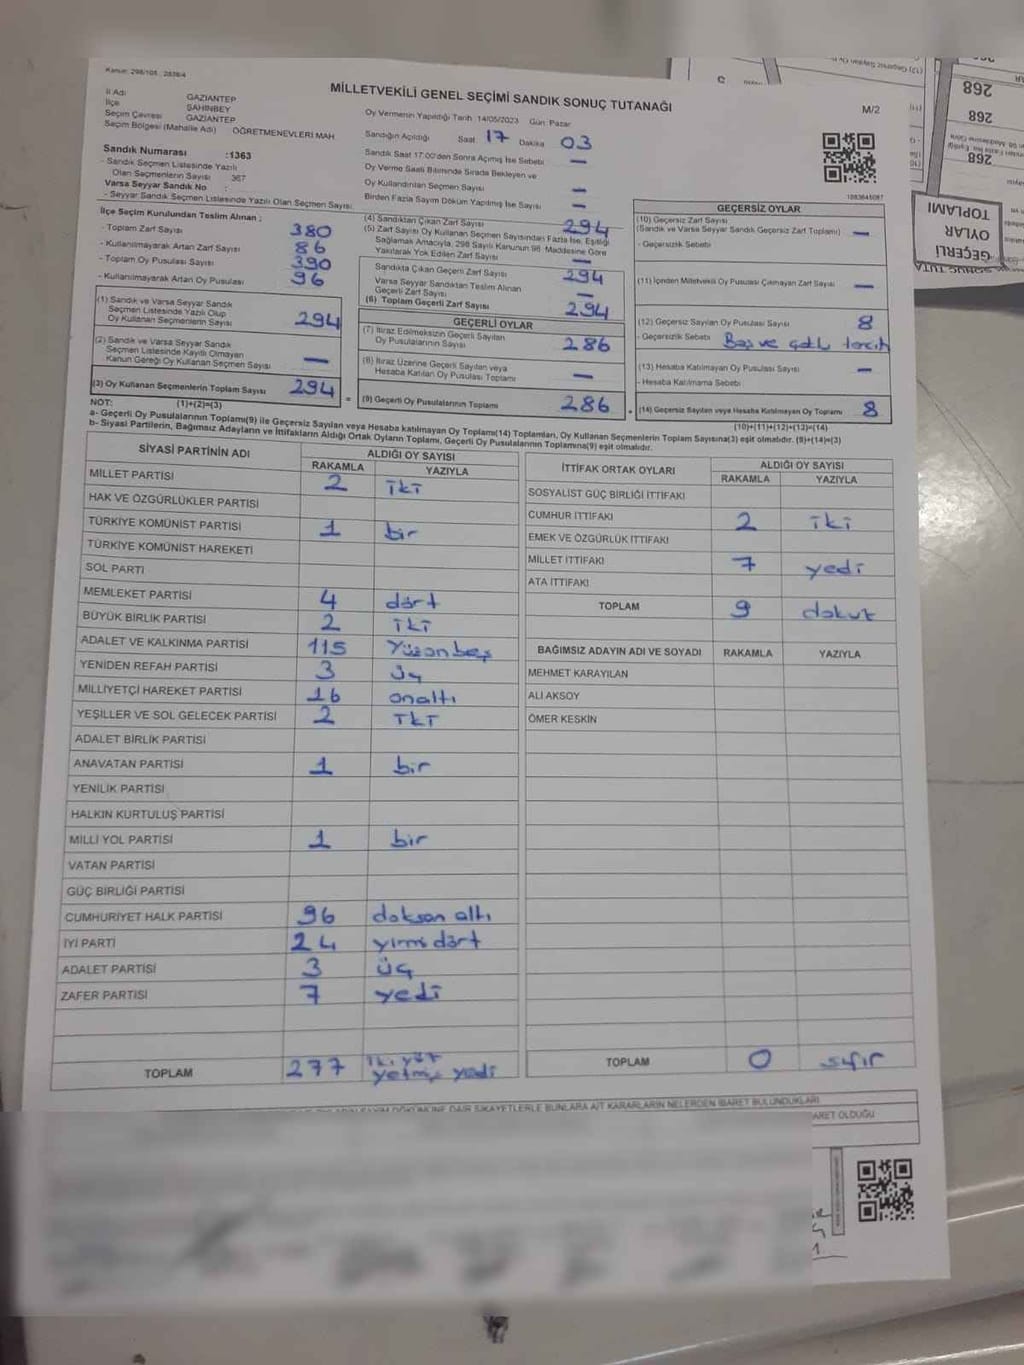 Kanun: 298/105 2839/4
MİLLETVEKİLİ GENEL SEÇİMİ SANDIK SONUÇ TUTANAĞI
M/2
İl Adı GAZİANTEP
İlçe ŞAHİNBEY
Seçim Çevresi GAZİANTEP
Seçim Bölgesi (Mahalle Adı) ÖĞRETMENEVLERİ MAH.
Oy Vermenin Yapıldığı Tarih: 14/05/2023 Gün: Pazar
Sandığın Açıldığı Saat 17 Dakika 03
Sandık Saat 17:00'den Sonra Açılmış İse Sebebi —
Oy Verme Saati Bitiminde Sırada Bekleyen ve
Oy Kullandırılan Seçmen Sayısı —
Birden Fazla Sayım Döküm Yapılmış İse Sayısı —
Sandık Numarası :1363
- Sandık Seçmen Listesinde Yazılı
Olan Seçmenlerin Sayısı : 367
Varsa Seyyar Sandık No :
- Seyyar Sandık Seçmen Listesinde Yazılı Olan Seçmen Sayısı:
İlçe Seçim Kurulundan Teslim Alınan :
- Toplam Zarf Sayısı 380
- Kullanılmayarak Artan Zarf Sayısı 86
- Toplam Oy Pusulası Sayısı 390
- Kullanılmayarak Artan Oy Pusulası 96
(1) Sandık ve Varsa Seyyar Sandık
Seçmen Listesinde Yazılı Olup
Oy Kullanan Seçmenlerin Sayısı 294
(2) Sandık ve Varsa Seyyar Sandık
Seçmen Listesinde Kayıtlı Olmayan
Kanun Gereği Oy Kullanan Seçmen Sayısı —
(3) Oy Kullanan Seçmenlerin Toplam Sayısı 294
(1)+(2)=(3)
(4) Sandıktan Çıkan Zarf Sayısı 294
(5) Zarf Sayısı Oy Kullanan Seçmen Sayısından Fazla İse, Eşitliği
Sağlamak Amacıyla, 298 Sayılı Kanunun 98. Maddesine Göre
Yakılarak Yok Edilen Zarf Sayısı —
Sandıkta Çıkan Geçerli Zarf Sayısı 294
Varsa Seyyar Sandıktan Teslim Alınan
Geçerli Zarf Sayısı —
(6) Toplam Geçerli Zarf Sayısı 294
GEÇERLİ OYLAR
(7) İtiraz Edilmeksizin Geçerli Sayılan
Oy Pusulalarının Sayısı 286
(8) İtiraz Üzerine Geçerli Sayılan veya
Hesaba Katılan Oy Pusulası Toplamı —
(9) Geçerli Oy Pusulalarının Toplamı 286
GEÇERSİZ OYLAR
(10) Geçersiz Zarf Sayısı
(Sandık ve Varsa Seyyar Sandık Geçersiz Zarf Toplamı) —
- Geçersizlik Sebebi
(11) İçinden Milletvekili Oy Pusulası Çıkmayan Zarf Sayısı —
(12) Geçersiz Sayılan Oy Pusulası Sayısı 8
- Geçersizlik Sebebi Boş ve çoklu tercih
(13) Hesaba Katılmayan Oy Pusulası Sayısı —
- Hesaba Katılmama Sebebi
(14) Geçersiz Sayılan veya Hesaba Katılmayan Oy Toplamı 8
(10)+(11)+(12)+(13)=(14)
NOT:
a- Geçerli Oy Pusulalarının Toplamı(9) ile Geçersiz Sayılan veya Hesaba katılmayan Oy Toplamı(14) Toplamları, Oy Kullanan Seçmenlerin Toplam Sayısına(3) eşit olmalıdır. (9)+(14)=(3)
b- Siyasi Partilerin, Bağımsız Adayların ve İttifakların Aldığı Ortak Oyların Toplamı, Geçerli Oy Pusulalarının Toplamına(9) eşit olmalıdır.
SİYASİ PARTİNİN ADI ALDIĞI OY SAYISI
RAKAMLA YAZIYLA
MİLLET PARTİSİ 2 iki
HAK VE ÖZGÜRLÜKLER PARTİSİ
TÜRKİYE KOMÜNİST PARTİSİ 1 bir
TÜRKİYE KOMÜNİST HAREKETİ
SOL PARTİ
MEMLEKET PARTİSİ 4 dört
BÜYÜK BİRLİK PARTİSİ 2 iki
ADALET VE KALKINMA PARTİSİ 115 Yüzonbeş
YENİDEN REFAH PARTİSİ 3 üç
MİLLİYETÇİ HAREKET PARTİSİ 16 onaltı
YEŞİLLER VE SOL GELECEK PARTİSİ 2 iki
ADALET BİRLİK PARTİSİ
ANAVATAN PARTİSİ 1 bir
YENİLİK PARTİSİ
HALKIN KURTULUŞ PARTİSİ
MİLLİ YOL PARTİSİ 1 bir
VATAN PARTİSİ
GÜÇ BİRLİĞİ PARTİSİ
CUMHURİYET HALK PARTİSİ 96 doksan altı
İYİ PARTİ 24 yirmi dört
ADALET PARTİSİ 3 üç
ZAFER PARTİSİ 7 yedi
TOPLAM 277 iki yüz
yetmiş yedi
İTTİFAK ORTAK OYLARI ALDIĞI OY SAYISI
RAKAMLA YAZIYLA
SOSYALİST GÜÇ BİRLİĞİ İTTİFAKI
CUMHUR İTTİFAKI 2 iki
EMEK VE ÖZGÜRLÜK İTTİFAKI
MİLLET İTTİFAKI 7 yedi
ATA İTTİFAKI
TOPLAM 9 dokuz
BAĞIMSIZ ADAYIN ADI VE SOYADI RAKAMLA YAZIYLA
MEHMET KARAYILAN
ALİ AKSOY
ÖMER KESKİN
TOPLAM 0 sıfır
DÖKÜMÜNE DAİR ŞİKAYETLERLE BUNLARA AİT KARARLARIN NELERDEN İBARET BULUNDUKLARI
İBARET OLDUĞU
268
268
268
GEÇERLİ
OYLAR
TOPLAMI